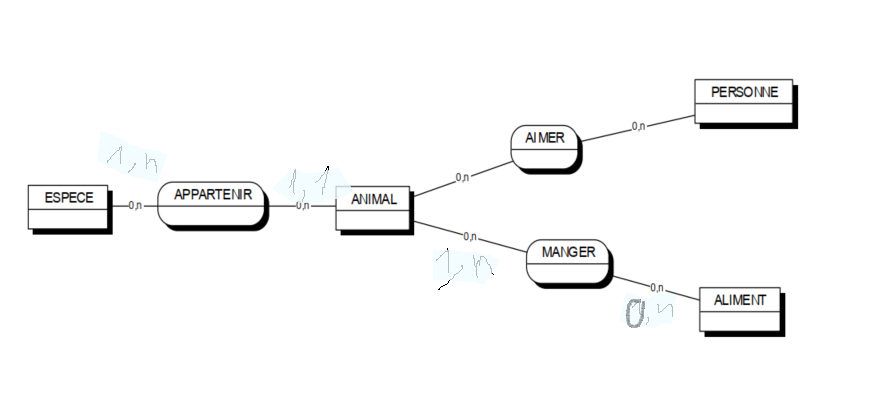 PERSONNE
AIMER
0,n
0,n
1,n
1,1
ESPECE
0,n
APPARTENIR
0,n
ANIMAL
0,n
MANGER
1,n
0,n
ALIMENT
0,n